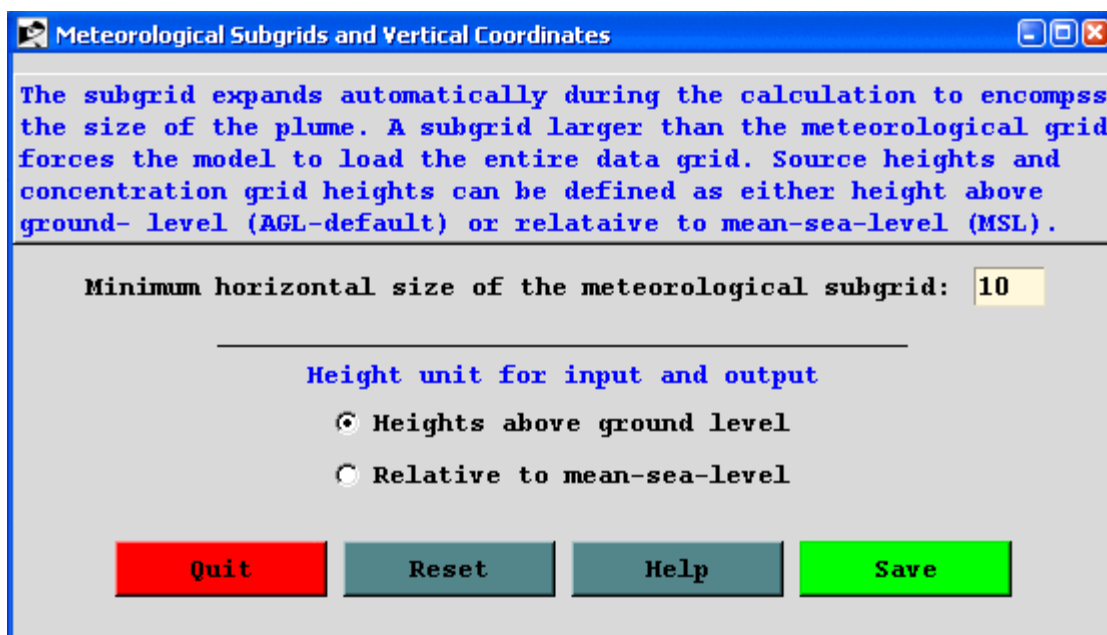 Meteorological Subgrids and Vertical Coordinates
The subgrid expands automatically during the calculation to encompss
the size of the plume. A subgrid larger than the meteorological grid
forces the model to load the entire data grid. Source heights and
concentration grid heights can be defined as either height above
ground- level (AGL-default) or relataive to mean-sea-level (MSL).
Minimum horizontal size of the meteorological subgrid: 10
Height unit for input and output
Heights above ground level
Relative to mean-sea-level
Quit Reset Help Save